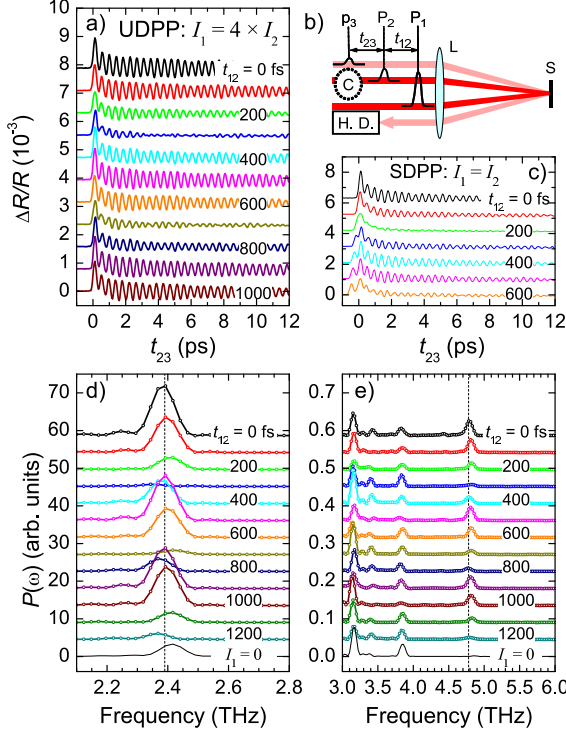 a)
UDPP: I₁ = 4 × I₂
t₁₂ = 0 fs
200
400
600
800
1000
9
8
7
6
5
4
3
2
1
0
ΔR/R (10⁻³)
0 2 4 6 8 10 12
t₂₃ (ps)
b)
p₃ P₂ P₁
t₂₃ t₁₂
L
S
C
H. D.
SDPP: I₁ = I₂ c)
t₁₂ = 0 fs
200
400
600
6
4
2
0
0 2 4 6 8 10 12
t₂₃ (ps)
d)
t₁₂ = 0 fs
200
400
600
800
1000
1200
I₁ = 0
70
60
50
40
30
20
10
0
P(ω) (arb. units)
2.2 2.4 2.6 2.8
Frequency (THz)
e)
t₁₂ = 0 fs
200
400
600
800
1000
1200
I₁ = 0
0.7
0.6
0.5
0.4
0.3
0.2
0.1
0.0
3.0 3.5 4.0 4.5 5.0 5.5 6.0
Frequency (THz)